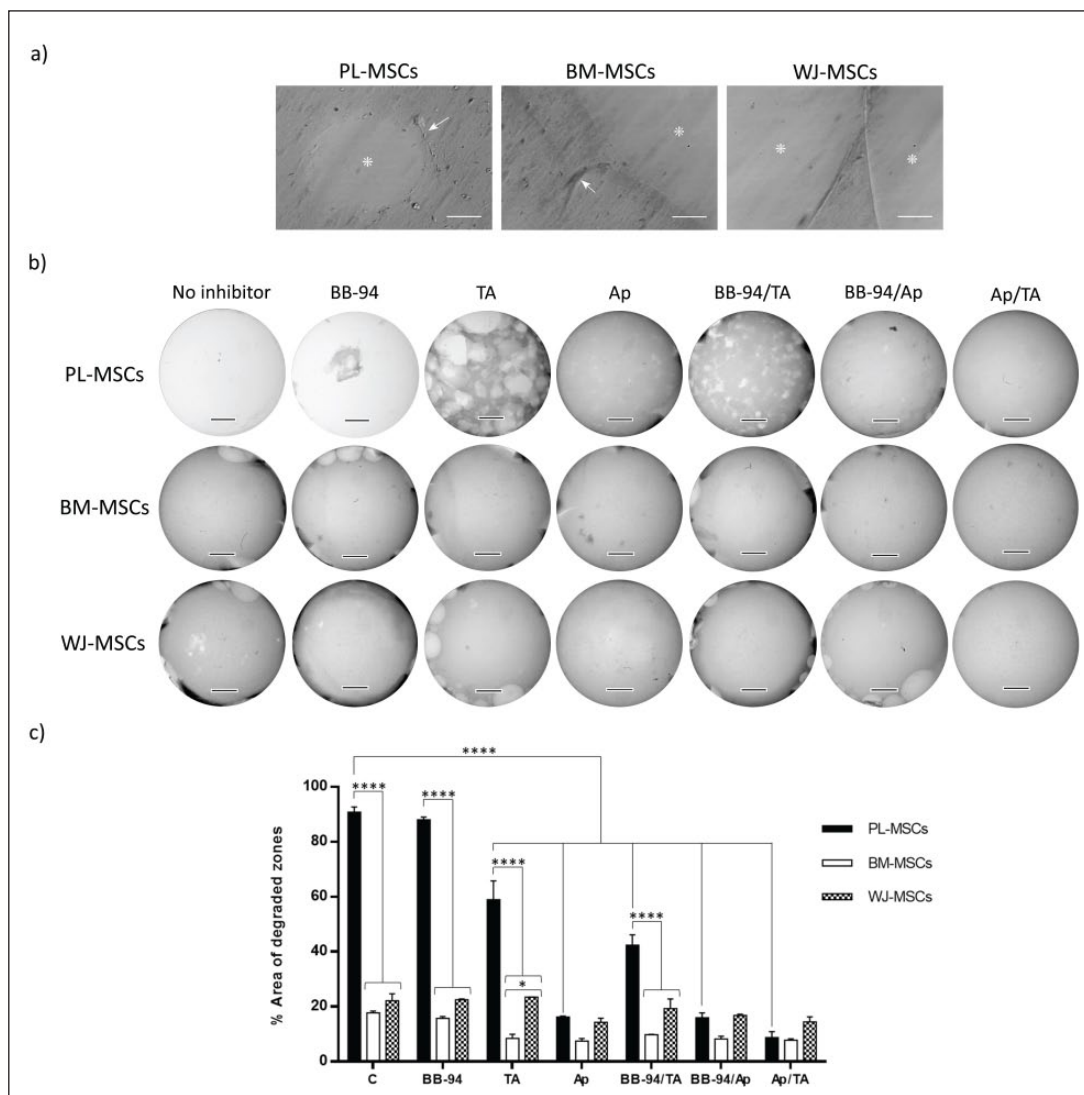 a)
PL-MSCs BM-MSCs WJ-MSCs
b)
No inhibitor BB-94 TA Ap BB-94/TA BB-94/Ap Ap/TA
PL-MSCs
BM-MSCs
WJ-MSCs
c)
****
100
**** ****
80
PL-MSCs
BM-MSCs
WJ-MSCs
****
60
****
40
*
20
0
% Area of degraded zones
C BB-94 TA Ap BB-94/TA BB-94/Ap Ap/TA